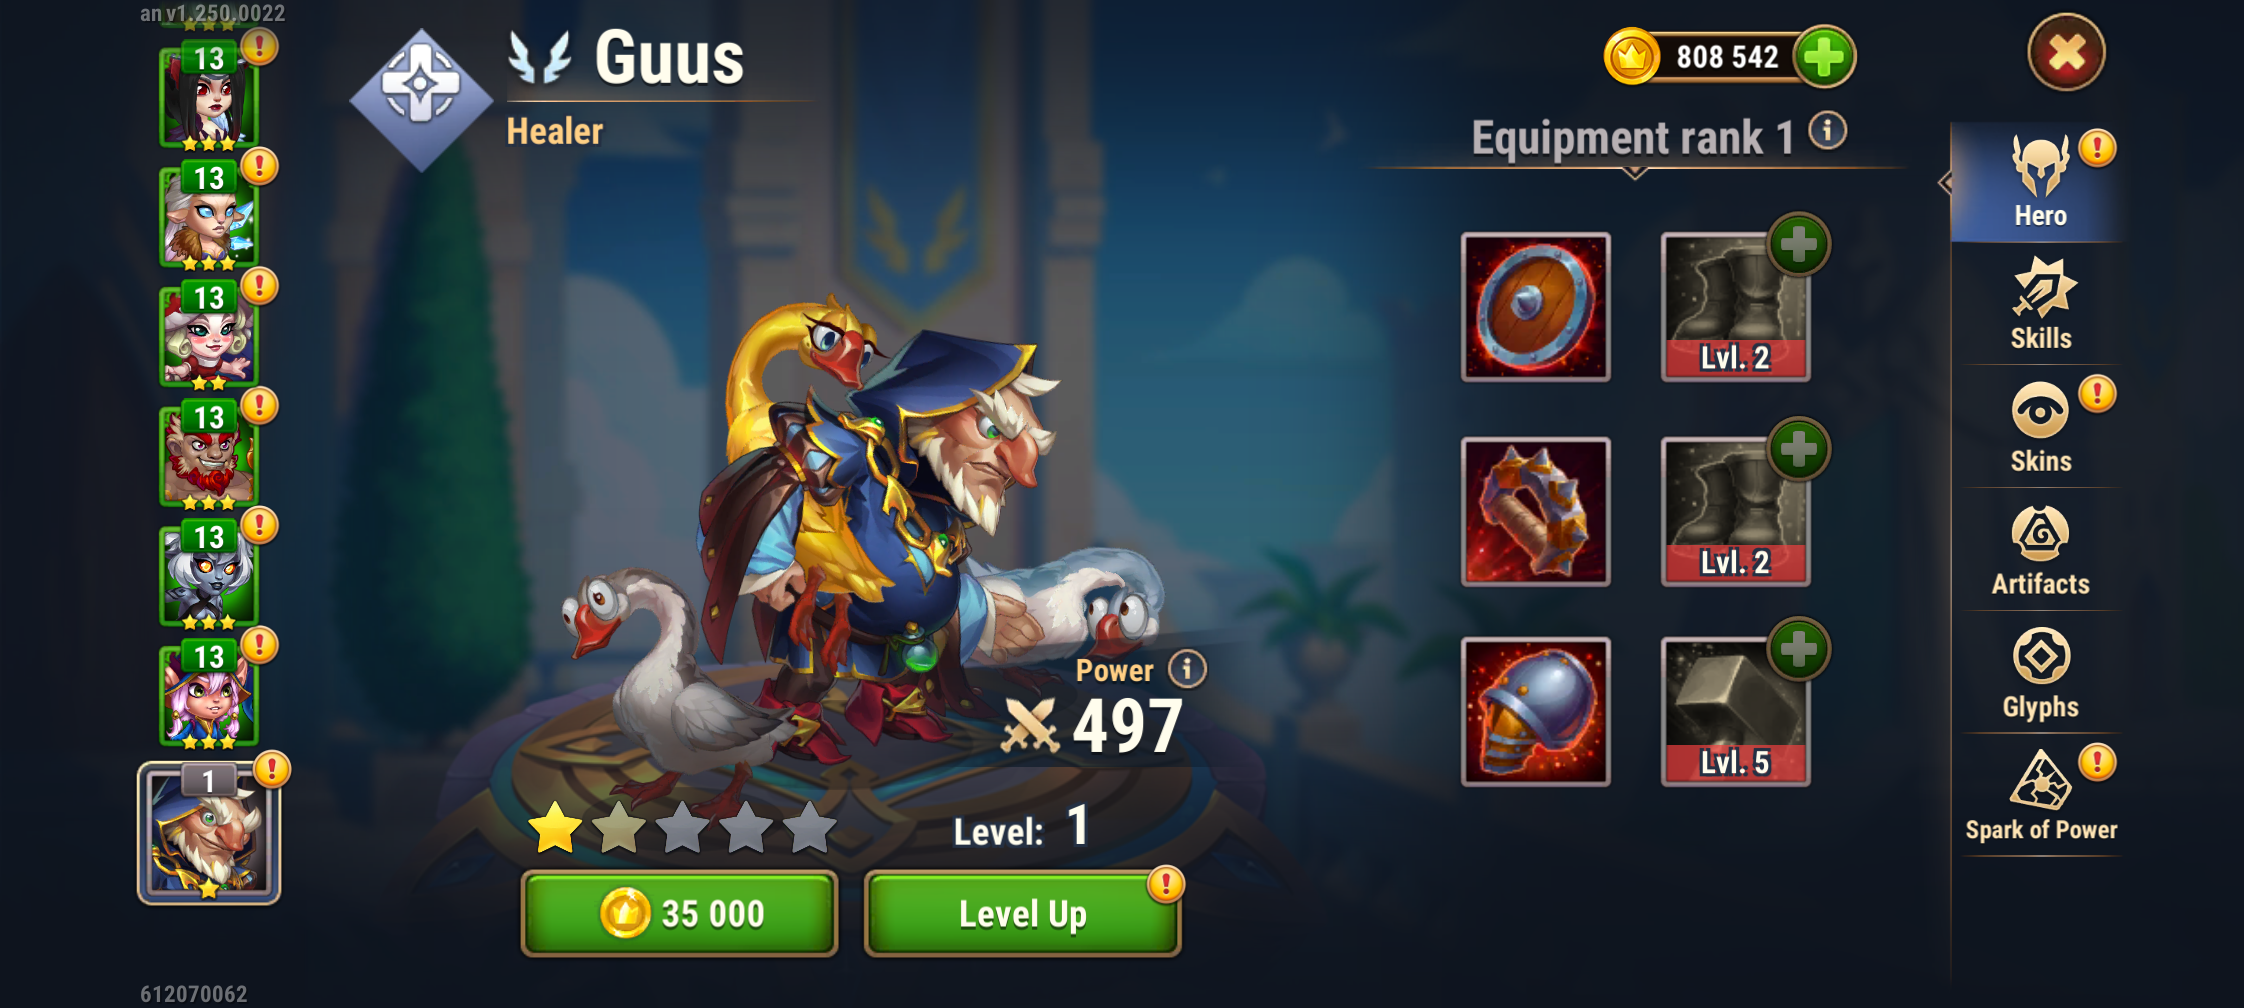 an v1.250.0022
13
13
13
13
13
13
1
612070062
Guus
Healer
Power
497
Level: 1
35 000
Level Up
808 542
Equipment rank 1
Lvl. 2
Lvl. 2
Lvl. 5
Hero
Skills
Skins
Artifacts
Glyphs
Spark of Power